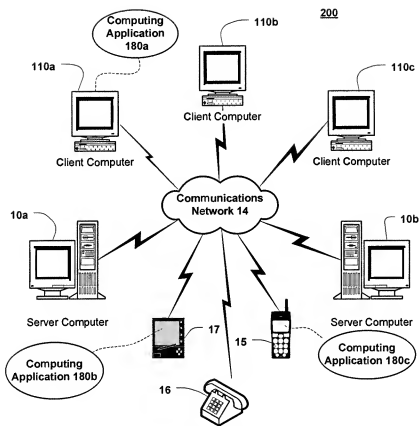 200
Computing
Application
180a
110a
110b
110c
Client Computer
Client Computer
Client Computer
Communications
Network 14
10a
10b
Server Computer
Server Computer
17
15
16
Computing
Application 180b
Computing
Application 180c